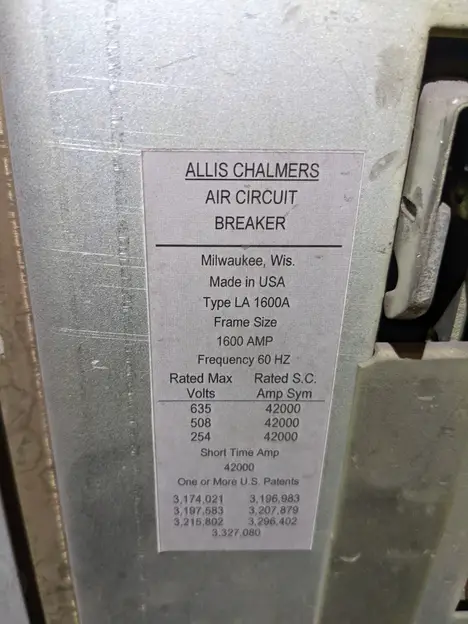 ALLIS CHALMERS
AIR CIRCUIT
BREAKER
Milwaukee, Wis.
Made in USA
Type LA 1600A
Frame Size
1600 AMP
Frequency 60 HZ
Rated Max Rated S.C.
Volts Amp Sym
635 42000
508 42000
254 42000
Short Time Amp
42000
One or More U.S. Patents
3,174,021 3,196,983
3,197,583 3,207,879
3,215,802 3,296,402
3,327,080